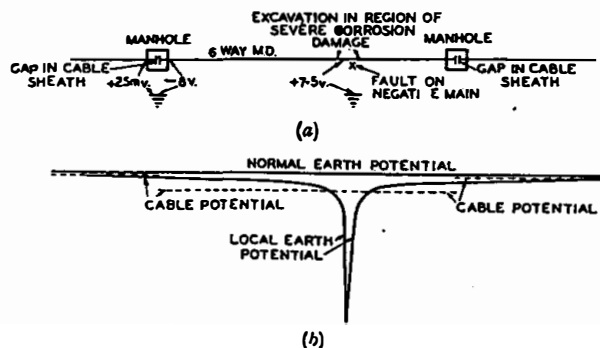 EXCAVATION IN REGION OF
SEVERE CORROSION
DAMAGE
MANHOLE
MANHOLE
6 WAY M.D.
GAP IN CABLE
SHEATH
+25mv.
-8v.
+7·5v.
FAULT ON
NEGATI E MAIN
GAP IN CABLE
SHEATH
(a)
NORMAL EARTH POTENTIAL
CABLE POTENTIAL
CABLE POTENTIAL
LOCAL EARTH
POTENTIAL
(b)